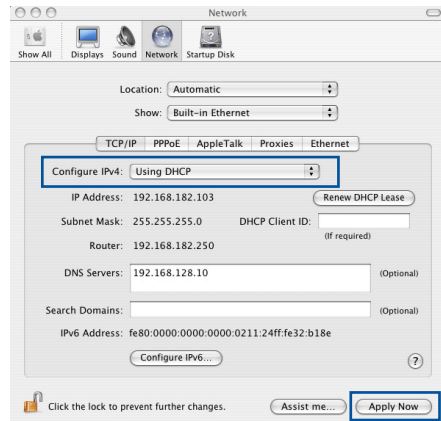 Network
Show All Displays Sound Network Startup Disk
Location: Automatic
Show: Built-in Ethernet
TCP/IP PPPoE AppleTalk Proxies Ethernet
Configure IPv4: Using DHCP
IP Address: 192.168.182.103 Renew DHCP Lease
Subnet Mask: 255.255.255.0 DHCP Client ID:
(If required)
Router: 192.168.182.250
DNS Servers: 192.168.128.10 (Optional)
Search Domains: (Optional)
IPv6 Address: fe80:0000:0000:0000:0211:24ff:fe32:b18e
Configure IPv6... ?
Click the lock to prevent further changes. Assist me... Apply Now